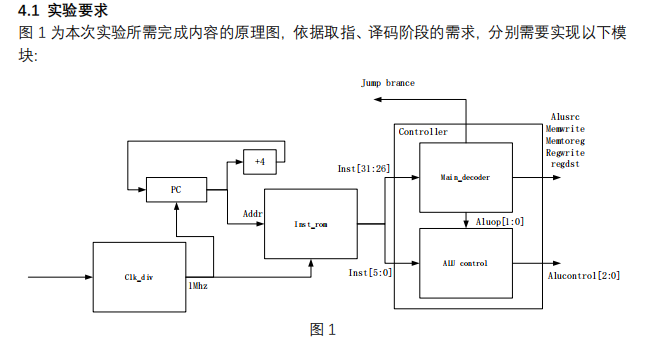 4.1 实验要求
图 1 为本次实验所需完成内容的原理图，依据取指、译码阶段的需求，分别需要实现以下模
块:
Jump brance
Controller
Alusrc
Memwrite
Memtoreg
Regwrite
regdst
+4
Inst[31:26]
PC
Main_decoder
Addr
Inst_rom
Aluop[1:0]
Clk_div
1Mhz
Inst[5:0]
ALU control
Alucontrol[2:0]
图 1